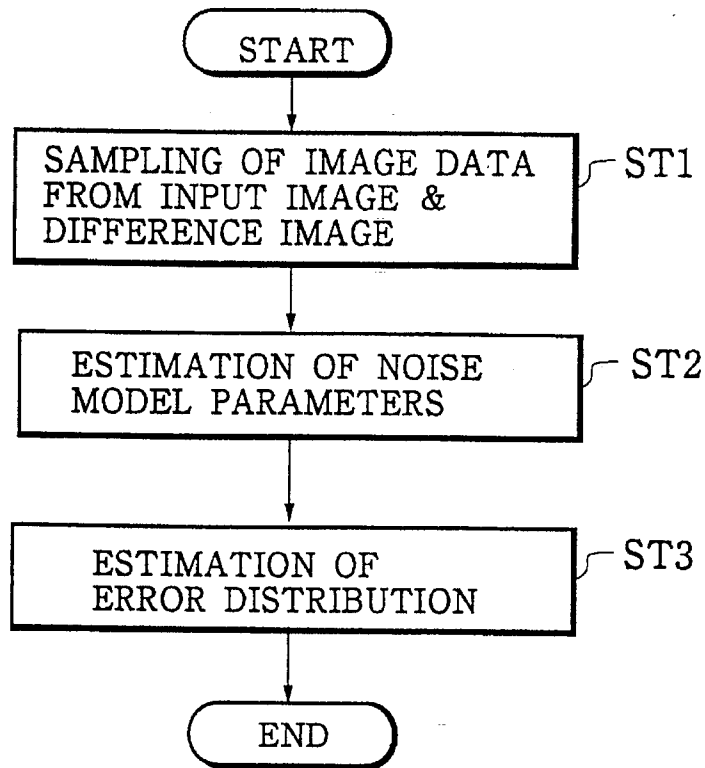 START
SAMPLING OF IMAGE DATA
FROM INPUT IMAGE &
DIFFERENCE IMAGE
ST1
ESTIMATION OF NOISE
MODEL PARAMETERS
ST2
ESTIMATION OF
ERROR DISTRIBUTION
ST3
END